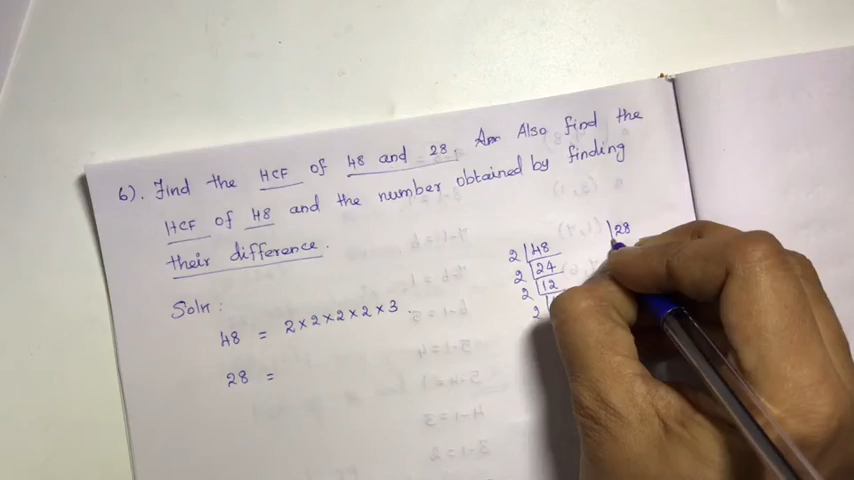 6). Find the HCF of 48 and 28, Also find the
HCF of 48 and the number obtained by finding
their difference.
Soln :
48 = 2 × 2 × 2 × 2 × 3 .
28 =
2 | 48
2 | 24
2 | 12
2
28